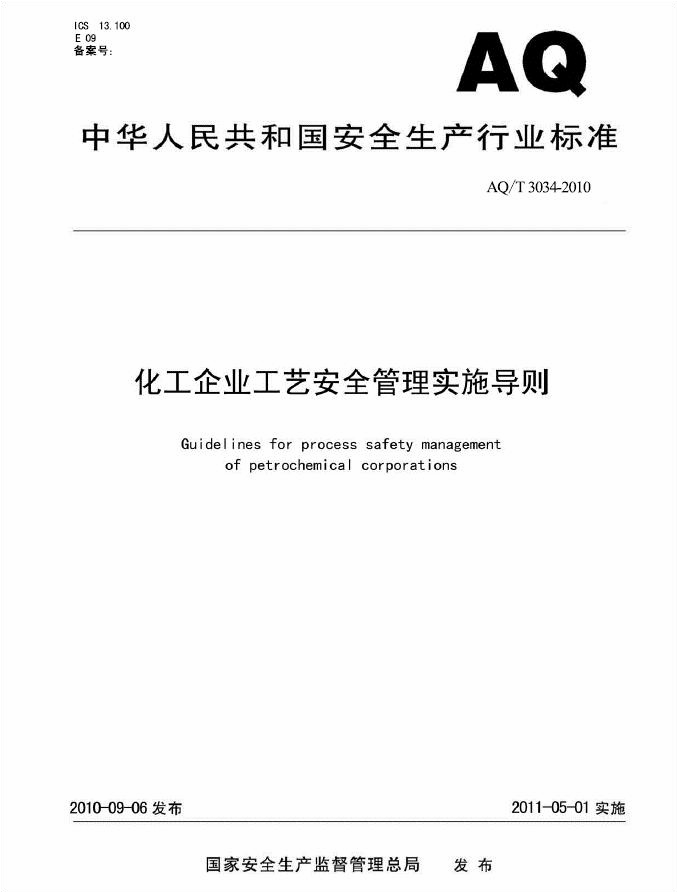 ICS 13.100
E 09
备案号:
AQ
中华人民共和国安全生产行业标准
AQ/T 3034-2010
化工企业工艺安全管理实施导则
Guidelines for process safety management
of petrochemical corporations
2010-09-06 发布
2011-05-01 实施
国家安全生产监督管理总局 发布